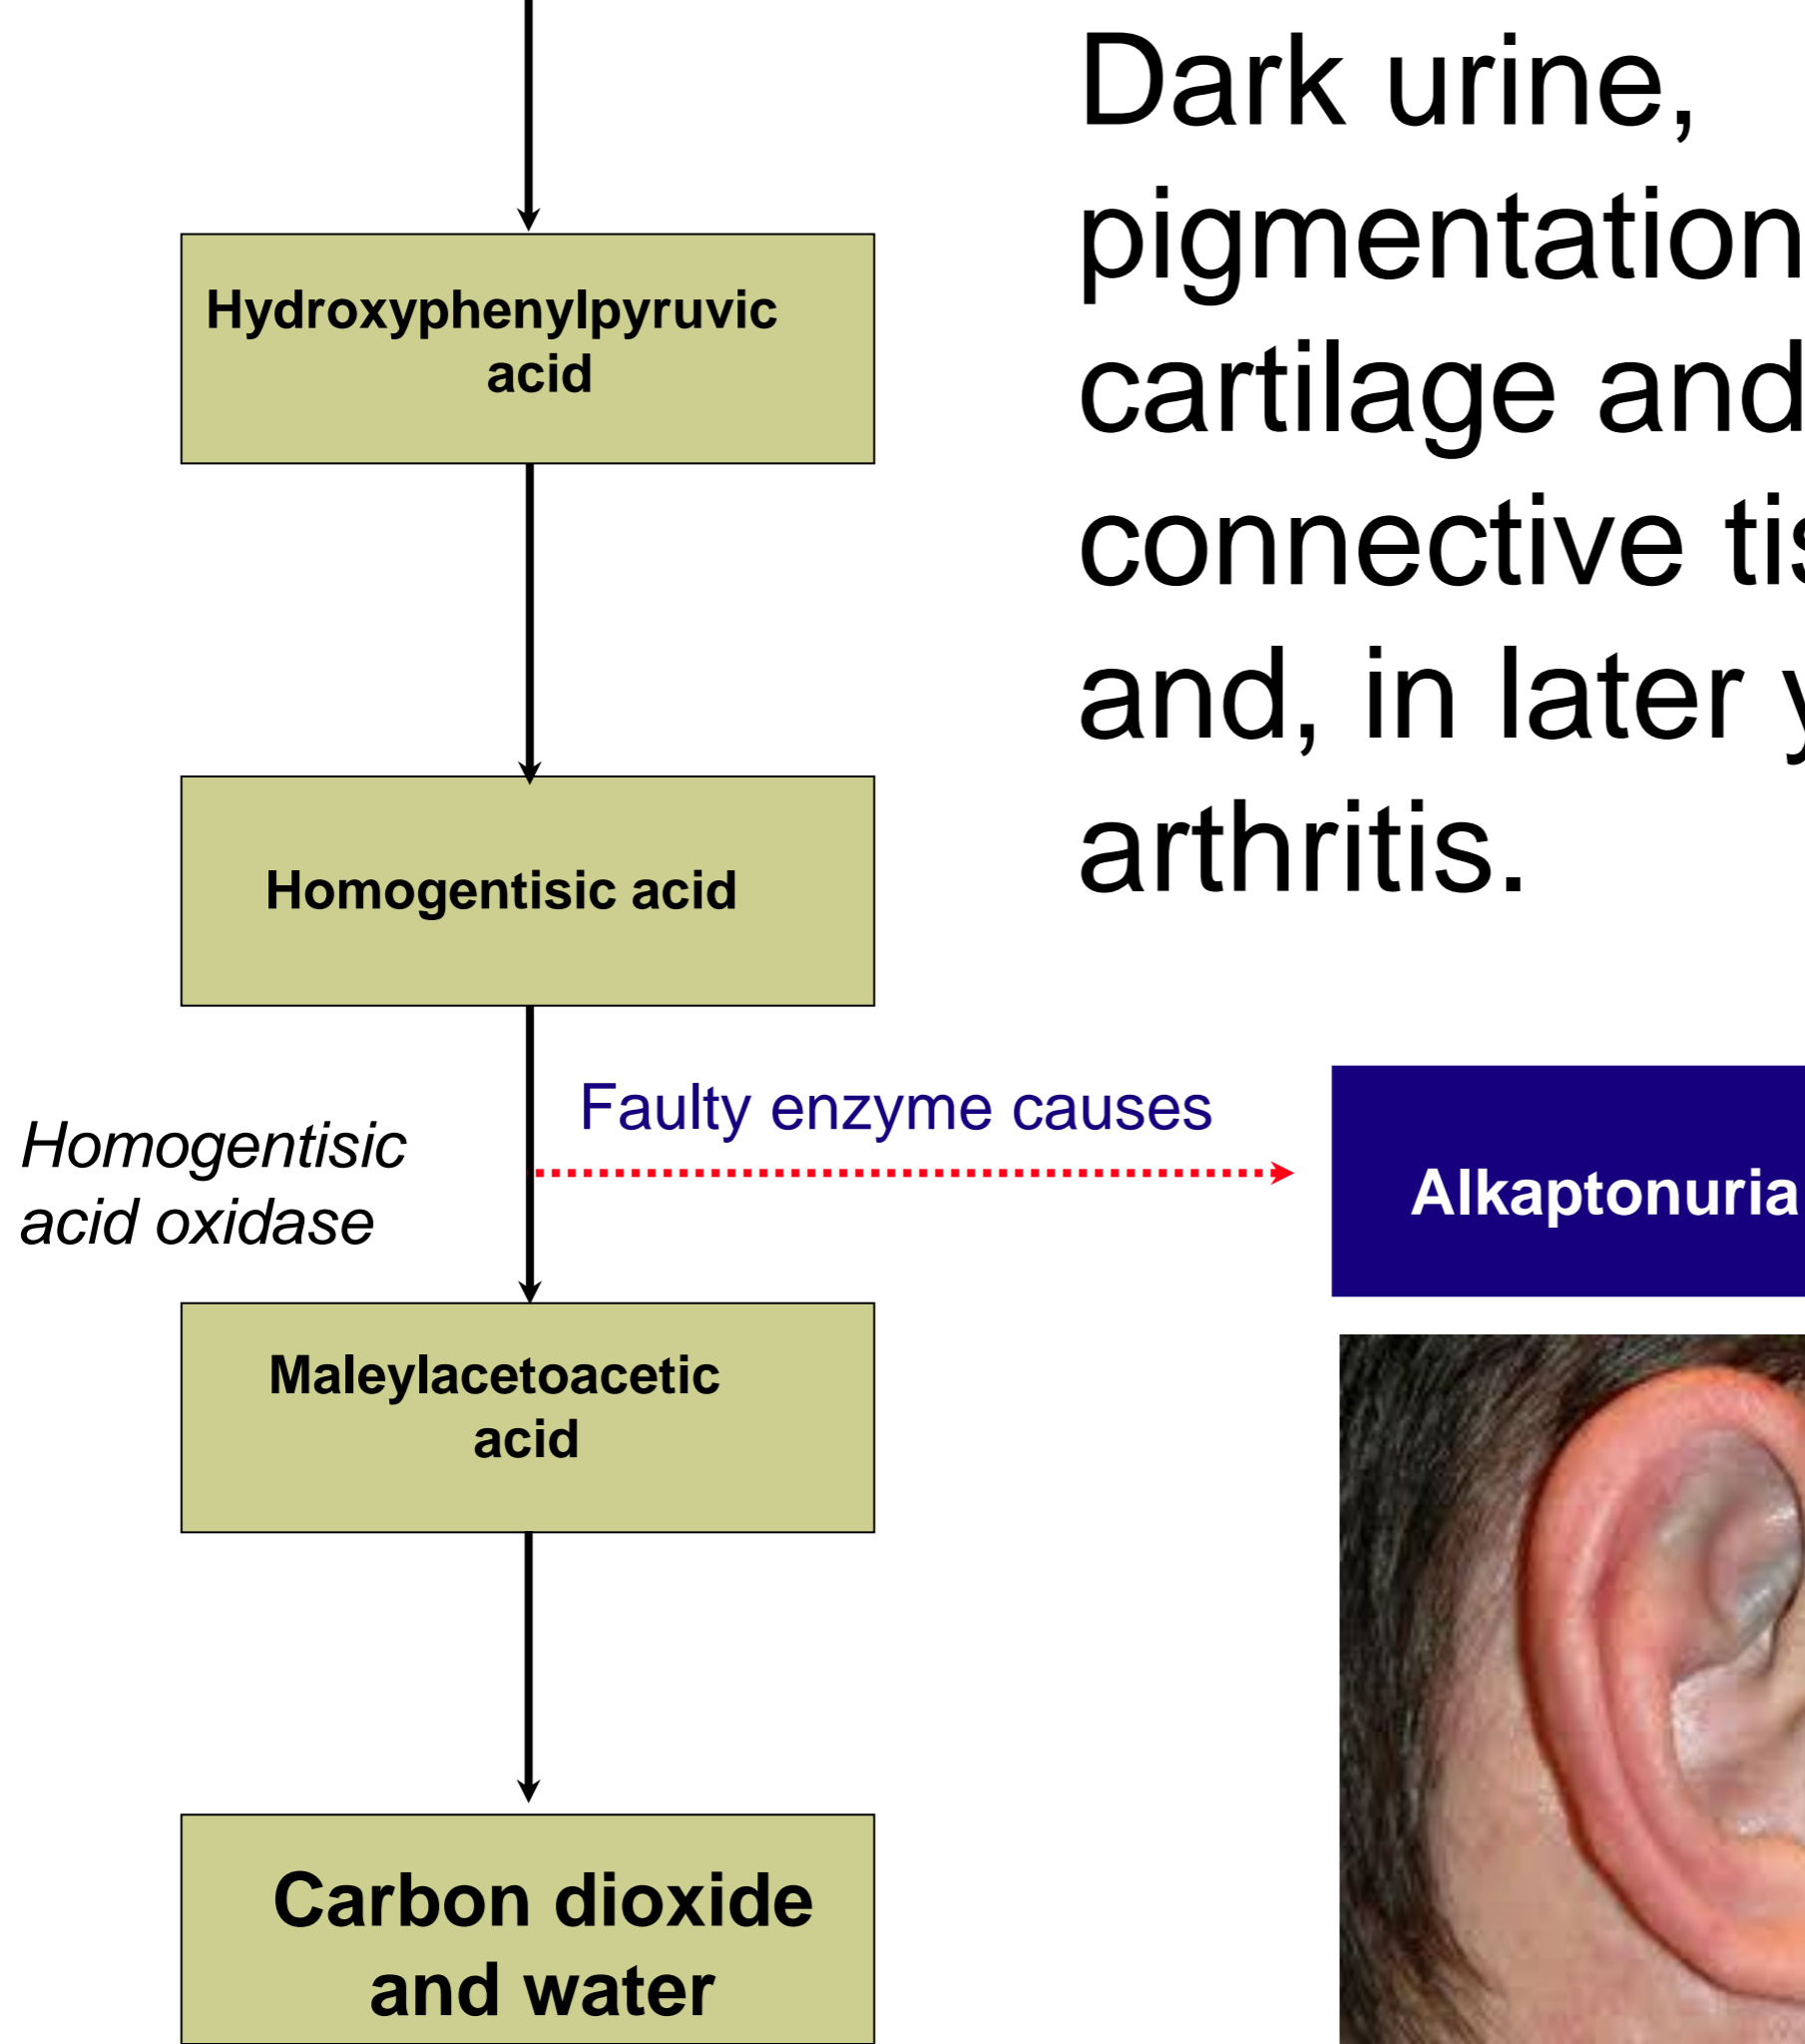 Dark urine,
pigmentation
cartilage and
connective
and, in later
arthritis.
Hydroxyphenylpyruvic
acid
Homogentisic acid
Homogentisic
acid oxidase
Faulty enzyme causes
Alkaptonuria
Maleylacetoacetic
acid
Carbon dioxide
and water